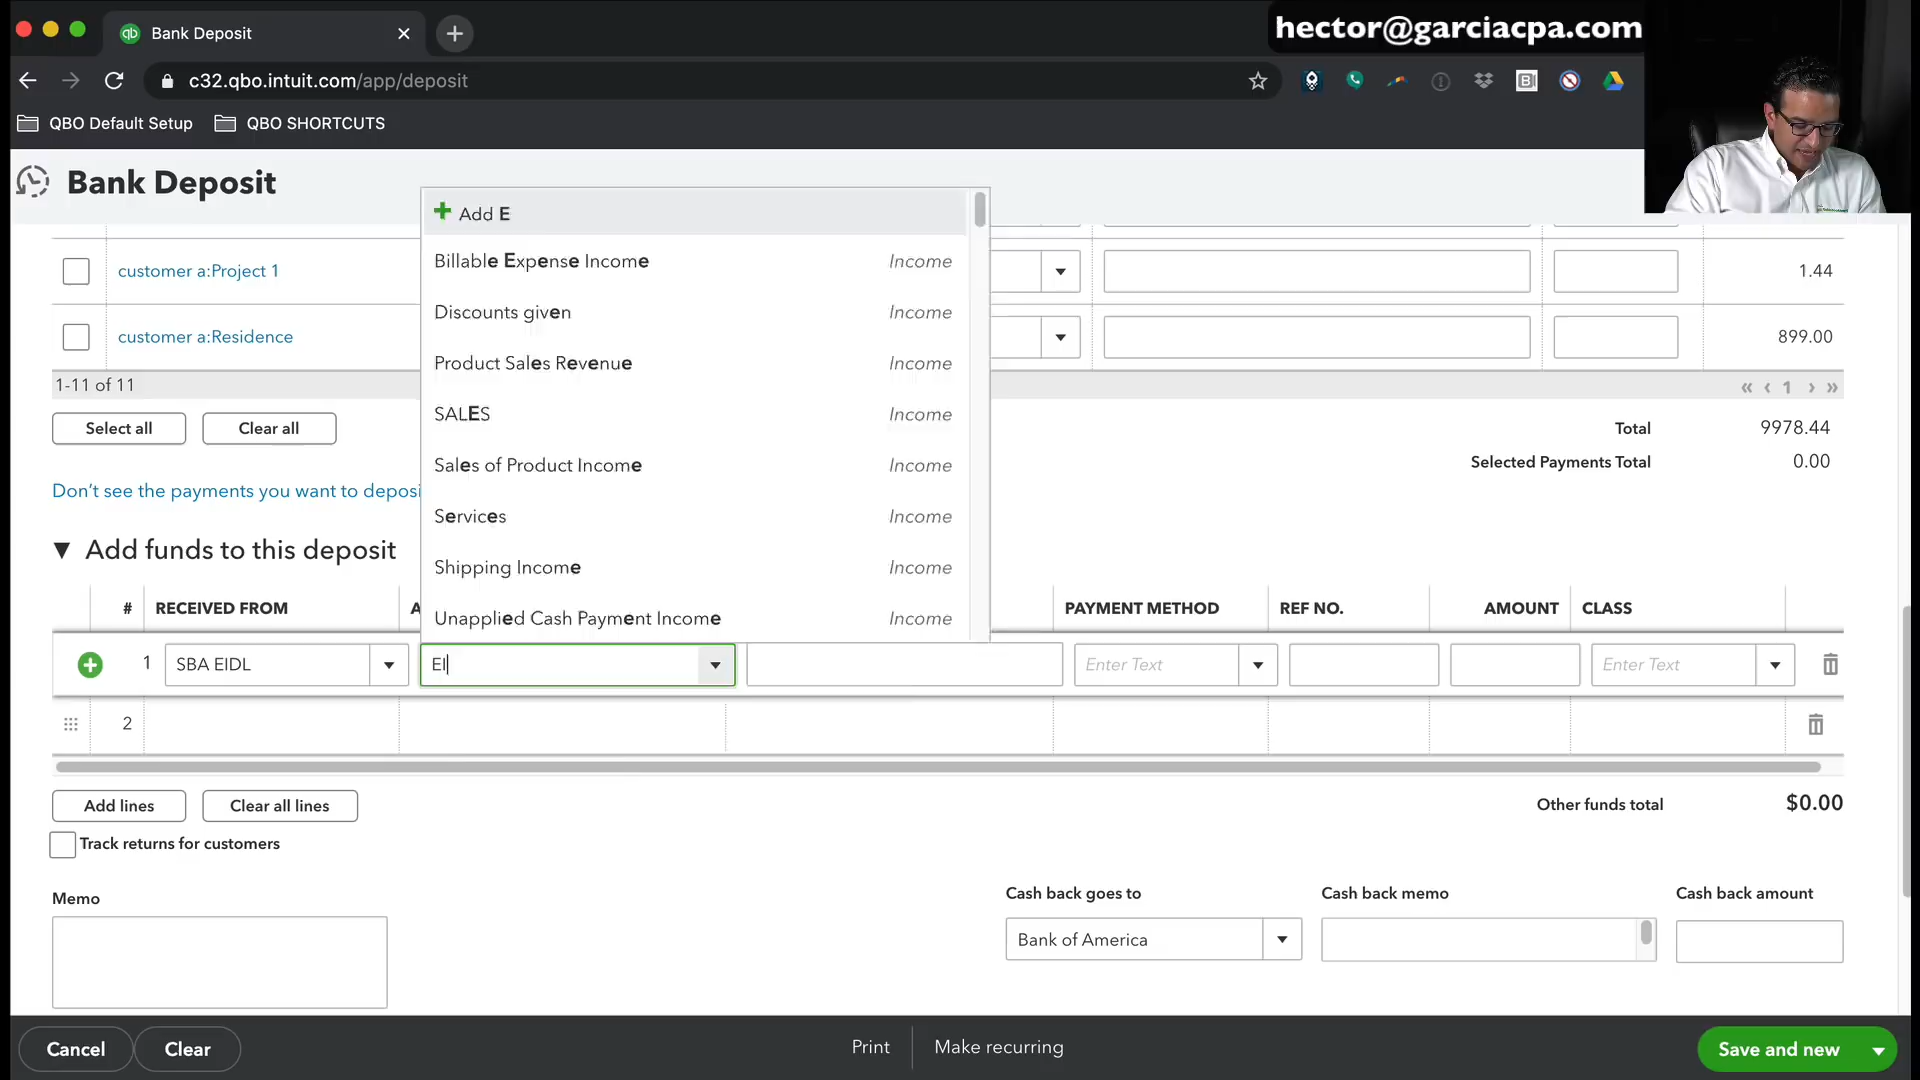 Bank Deposit
hector@garciacpa.com
c32.qbo.intuit.com/app/deposit
QBO Default Setup QBO SHORTCUTS
Bank Deposit
Add E
Billable Expense Income Income
Discounts given Income
Product Sales Revenue Income
SALES Income
Sales of Product Income Income
Services Income
Shipping Income Income
Unapplied Cash Payment Income Income
customer a:Project 1 1.44
customer a:Residence 899.00
1-11 of 11 « ‹ 1 › »
Select all Clear all Total 9978.44
Selected Payments Total 0.00
Don't see the payments you want to deposi
Add funds to this deposit
# RECEIVED FROM A PAYMENT METHOD REF NO. AMOUNT CLASS
1 SBA EIDL EI Enter Text Enter Text
2
Add lines Clear all lines Other funds total $0.00
Track returns for customers
Memo Cash back goes to Cash back memo Cash back amount
Bank of America
Cancel Clear Print Make recurring Save and new